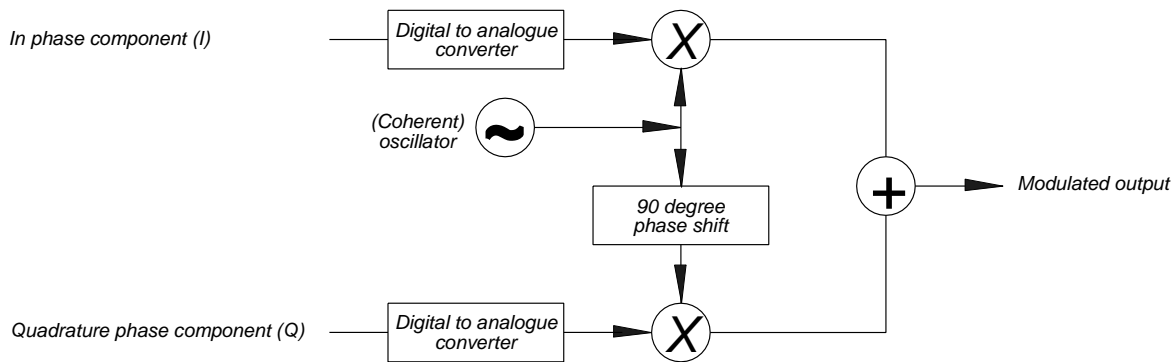 In phase component (I)
Digital to analogue
converter
X
(Coherent)
oscillator
~
90 degree
phase shift
+
Modulated output
Quadrature phase component (Q)
Digital to analogue
converter
X